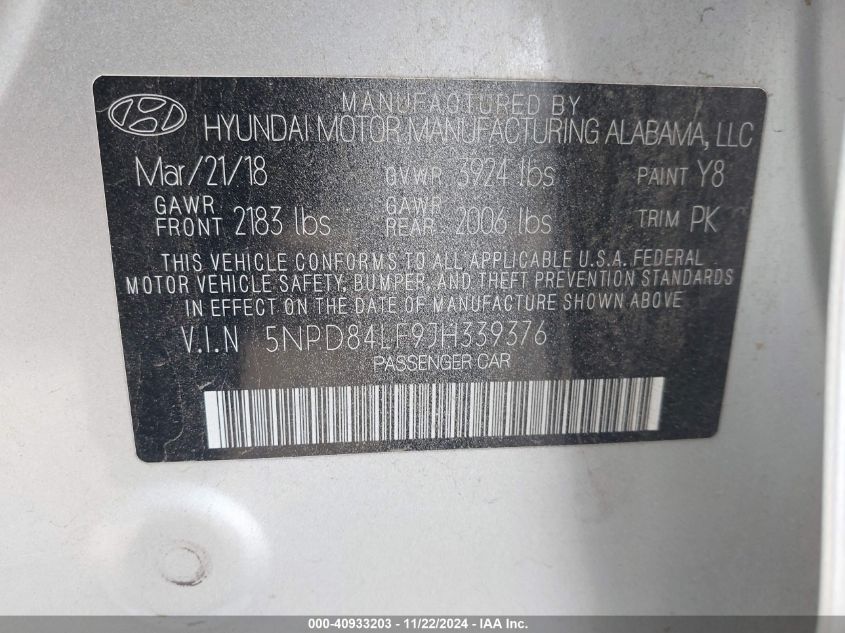 MANUFACTURED BY
HYUNDAI MOTOR MANUFACTURING ALABAMA, LLC
Mar/21/18 GVWR 3924 lbs PAINT Y8
GAWR FRONT 2183 lbs GAWR REAR 2006 lbs TRIM PK
THIS VEHICLE CONFORMS TO ALL APPLICABLE U.S.A. FEDERAL
MOTOR VEHICLE SAFETY, BUMPER, AND THEFT PREVENTION STANDARDS
IN EFFECT ON THE DATE OF MANUFACTURE SHOWN ABOVE
V.I.N 5NPD84LF9JH339376
PASSENGER CAR
000-40933203 - 11/22/2024 - IAA Inc.